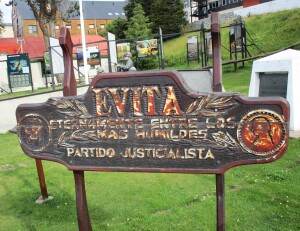 EVITA
ETERNAMENTE ENTRE LOS
MAS HUMILDES
PARTIDO JUSTICIALISTA